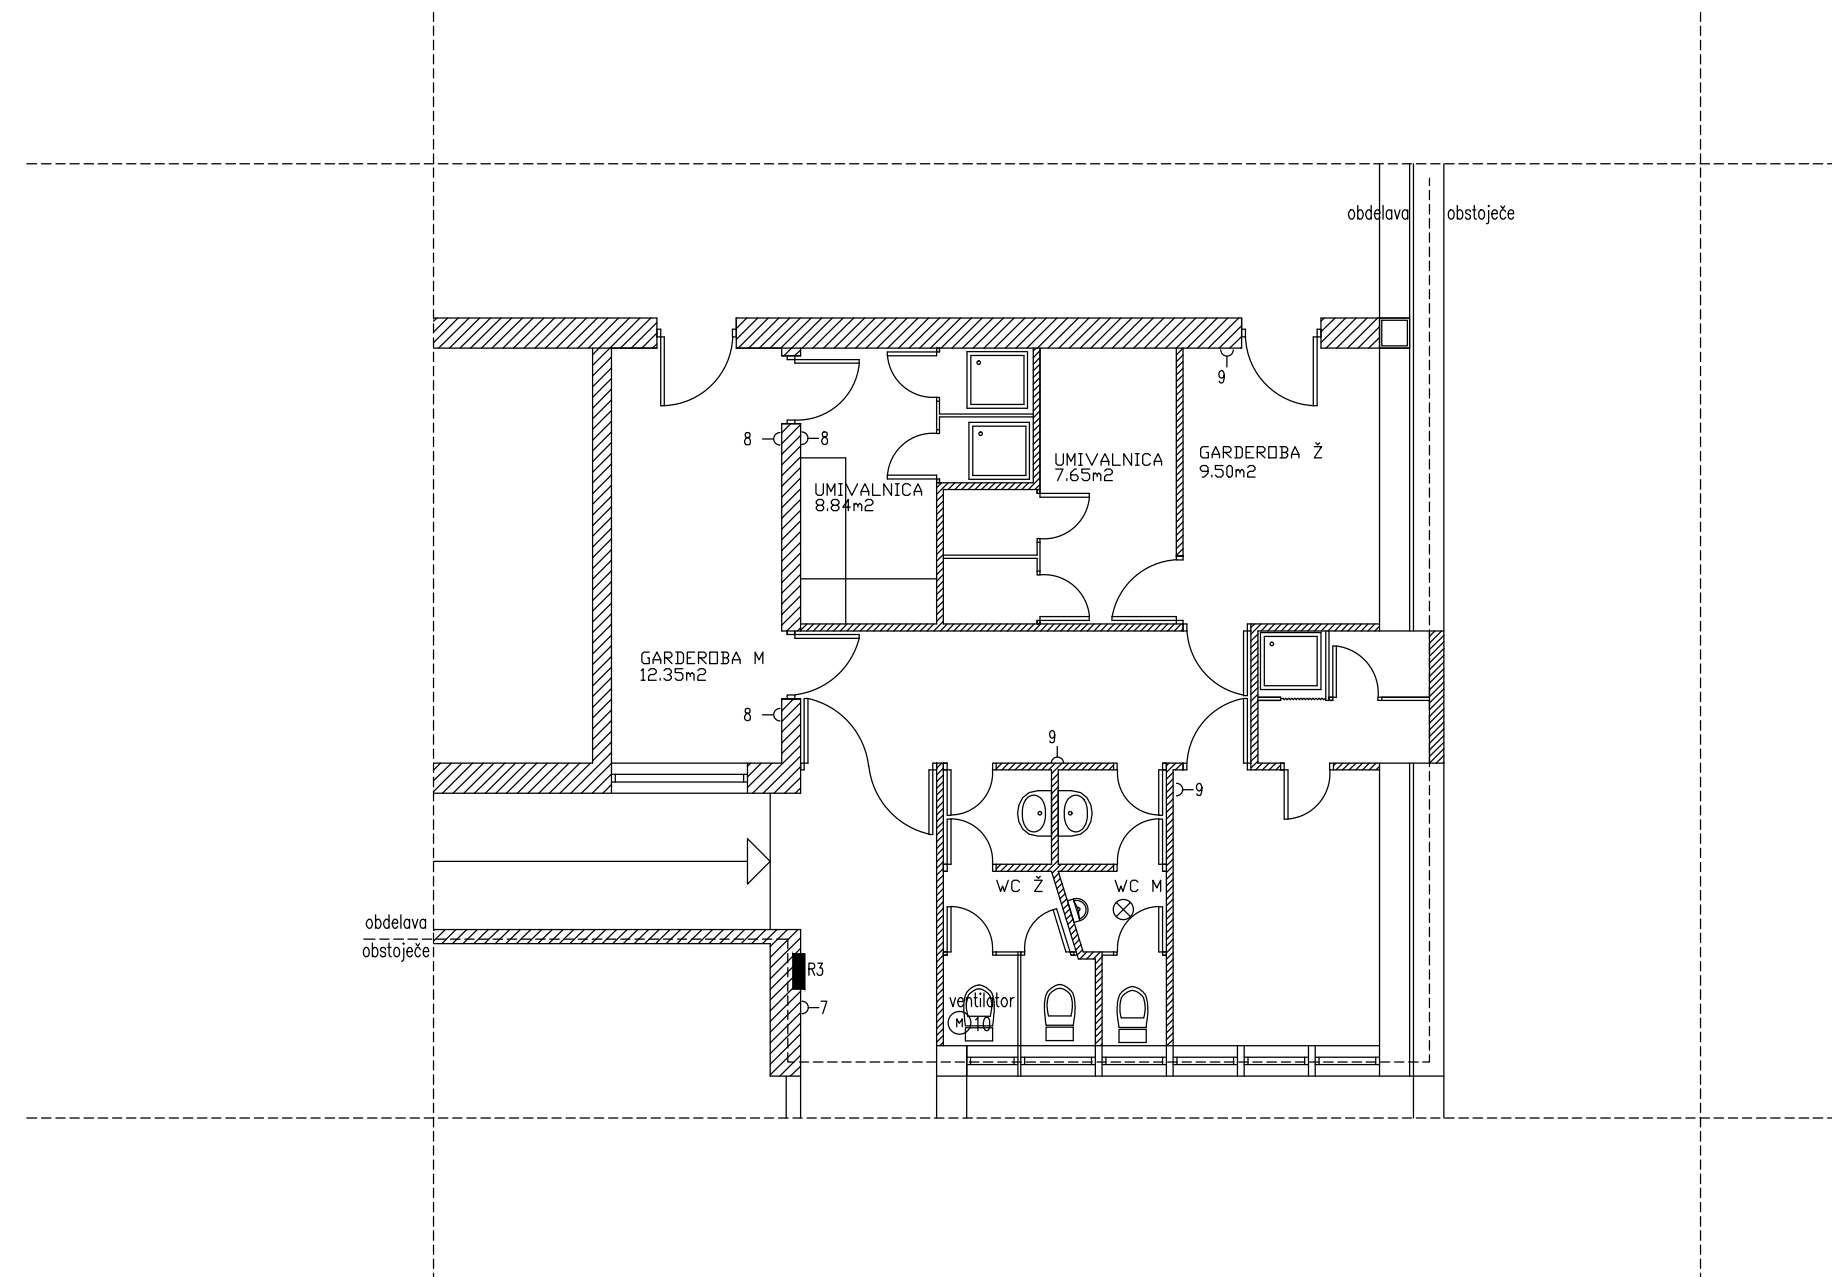 obdelava
obstoječe
9
8
8
UMIVALNICA
7.65m2
GARDEROBA Ž
9.50m2
UMIVALNICA
8.84m2
GARDEROBA M
12.35m2
8
9
9
WC Ž
WC M
obdelava
obstoječe
R3
7
ventilator
M
10